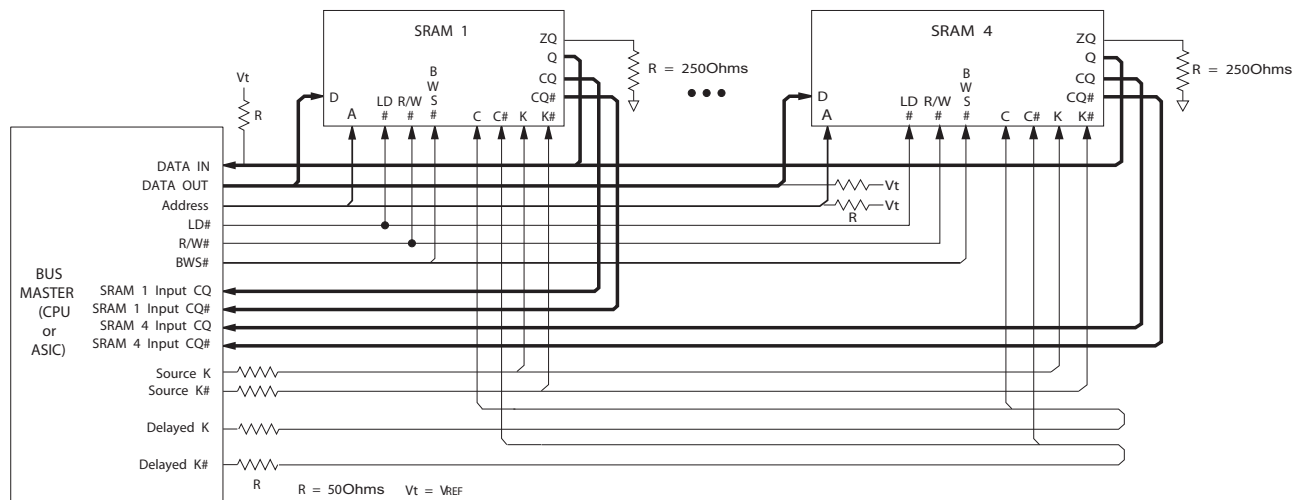 SRAM 1
ZQ
Q
CQ
CQ#
R = 250Ohms
D
A
LD
#
R/W
#
B
W
S
#
C
C#
K
K#
SRAM 4
ZQ
Q
CQ
CQ#
R = 250Ohms
D
A
LD
#
R/W
#
B
W
S
#
C
C#
K
K#
Vt
R
DATA IN
DATA OUT
Address
LD#
R/W#
BWS#
Vt
Vt
R
BUS
MASTER
(CPU
or
ASIC)
SRAM 1 Input CQ
SRAM 1 Input CQ#
SRAM 4 Input CQ
SRAM 4 Input CQ#
Source K
Source K#
Delayed K
Delayed K#
R
R = 50Ohms Vt = VREF